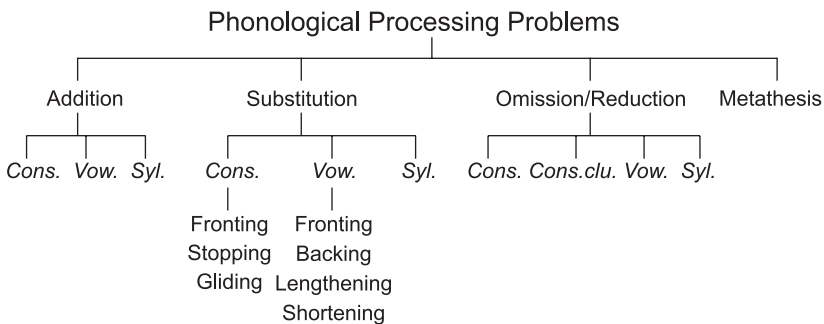 Phonological Processing Problems
Addition Substitution Omission/Reduction Metathesis
Cons. Vow. Syl. Cons. Vow. Syl. Cons. Cons.clu. Vow. Syl.
Fronting Fronting
Stopping Backing
Gliding Lengthening
Shortening